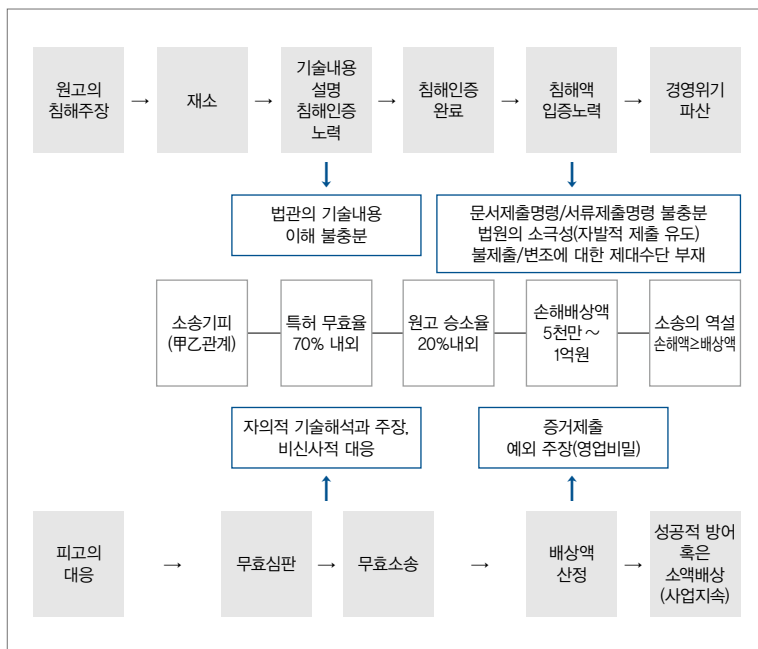 원고의
침해주장
→
재소
→
기술내용
설명
침해인증
노력
→
침해인증
완료
→
침해액
입증노력
→
경영위기
파산
법관의 기술내용
이해 불충분
문서제출명령/서류제출명령 불충분
법원의 소극성(자발적 제출 유도)
불제출/변조에 대한 제대수단 부재
소송기피
(甲乙관계)
특허 무효율
70% 내외
원고 승소율
20%내외
손해배상액
5천만～
1억원
소송의 역설
손해액≥배상액
자의적 기술해석과 주장,
비신사적 대응
증거제출
예외 주장(영업비밀)
피고의
대응
→
무효심판
→
무효소송
→
배상액
산정
→
성공적 방어
혹은
소액배상
(사업지속)